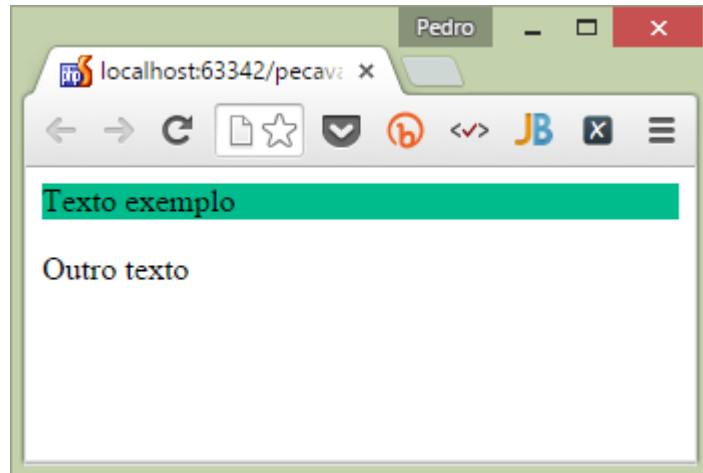 Pedro
localhost:63342/pecava
JB
X
Texto exemplo
Outro texto